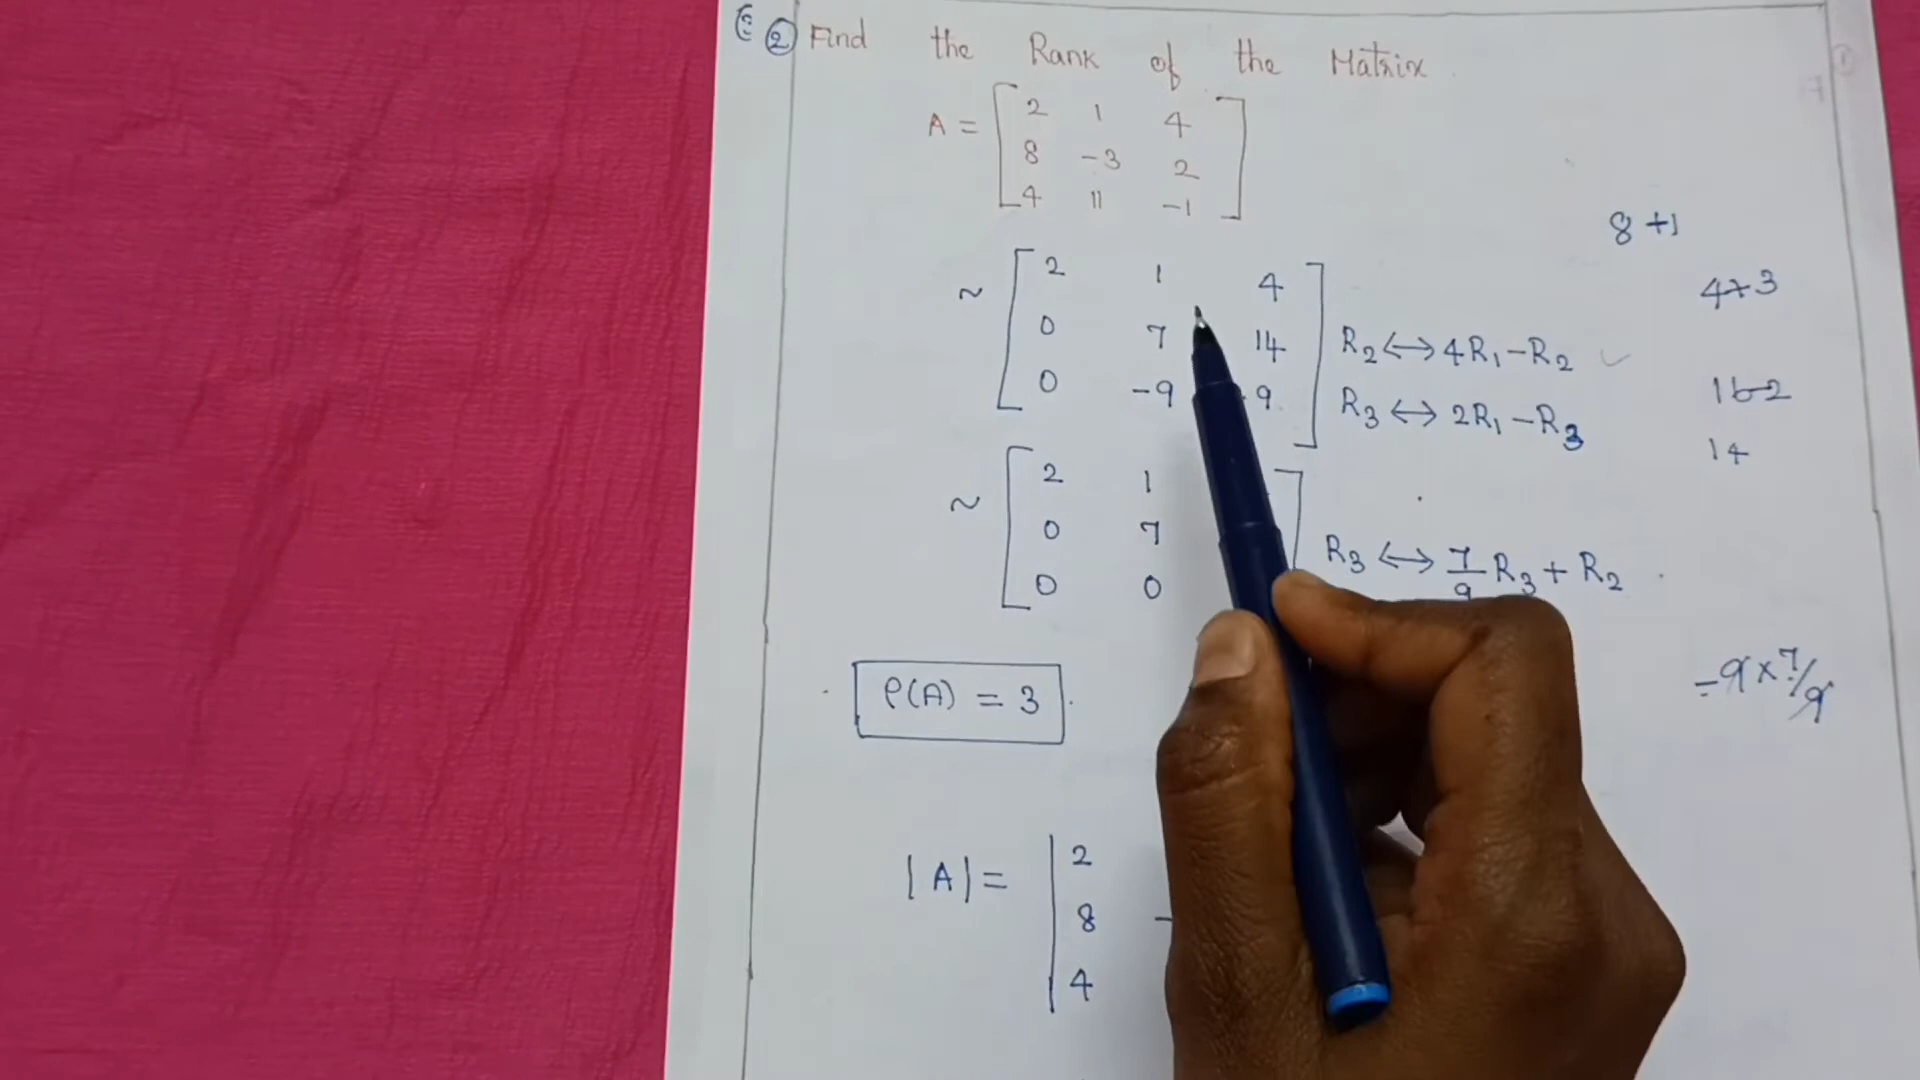 ② Find the Rank of the Matrix
A = [ 2 1 4
8 -3 2
4 11 -1 ]
8+1
~ [ 2 1 4
0 7 14
0 -9 9 ]
R₂ ↔ 4R₁ - R₂
R₃ ↔ 2R₁ - R₃
4+3
16-2
14
~ [ 2 1
0 7
0 0 ]
R₃ ↔ 7/9 R₃ + R₂
ρ(A) = 3
-9 × 7/9
|A| = | 2
8 -
4